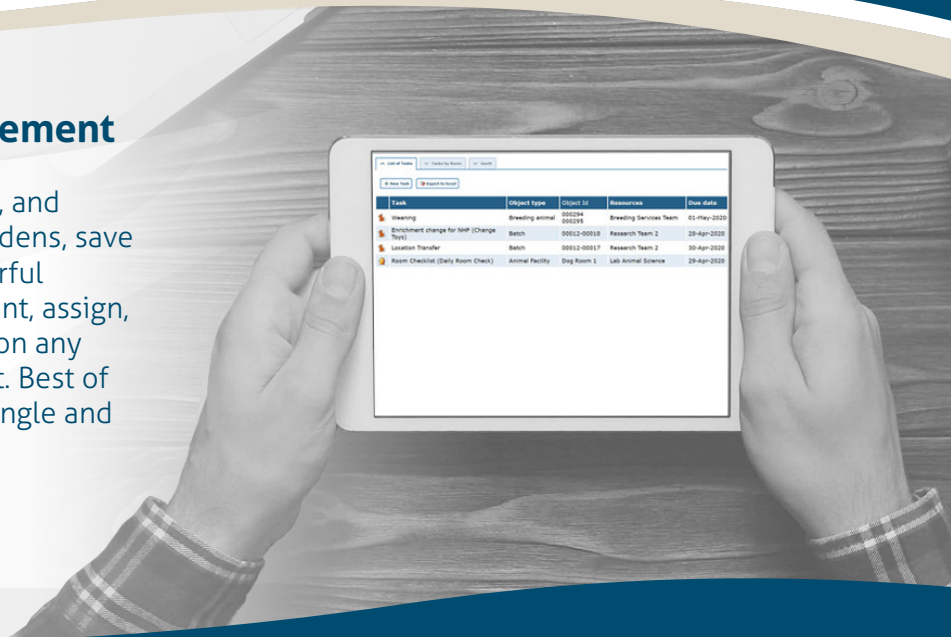 ement
, and
dens, save
rful
nt, assign,
on any
t. Best of
ngle and
List of Tasks Tasks by Room Gantt
New Task Export to Excel
Task Object type Object Id Resources Due date
Weaning Breeding animal 000294 000295 Breeding Services Team 01-May-2020
Enrichment change for NHP (Change Toys) Batch 00012-00018 Research Team 2 28-Apr-2020
Location Transfer Batch 00012-00017 Research Team 2 30-Apr-2020
Room Checklist (Daily Room Check) Animal Facility Dog Room 1 Lab Animal Science 29-Apr-2020